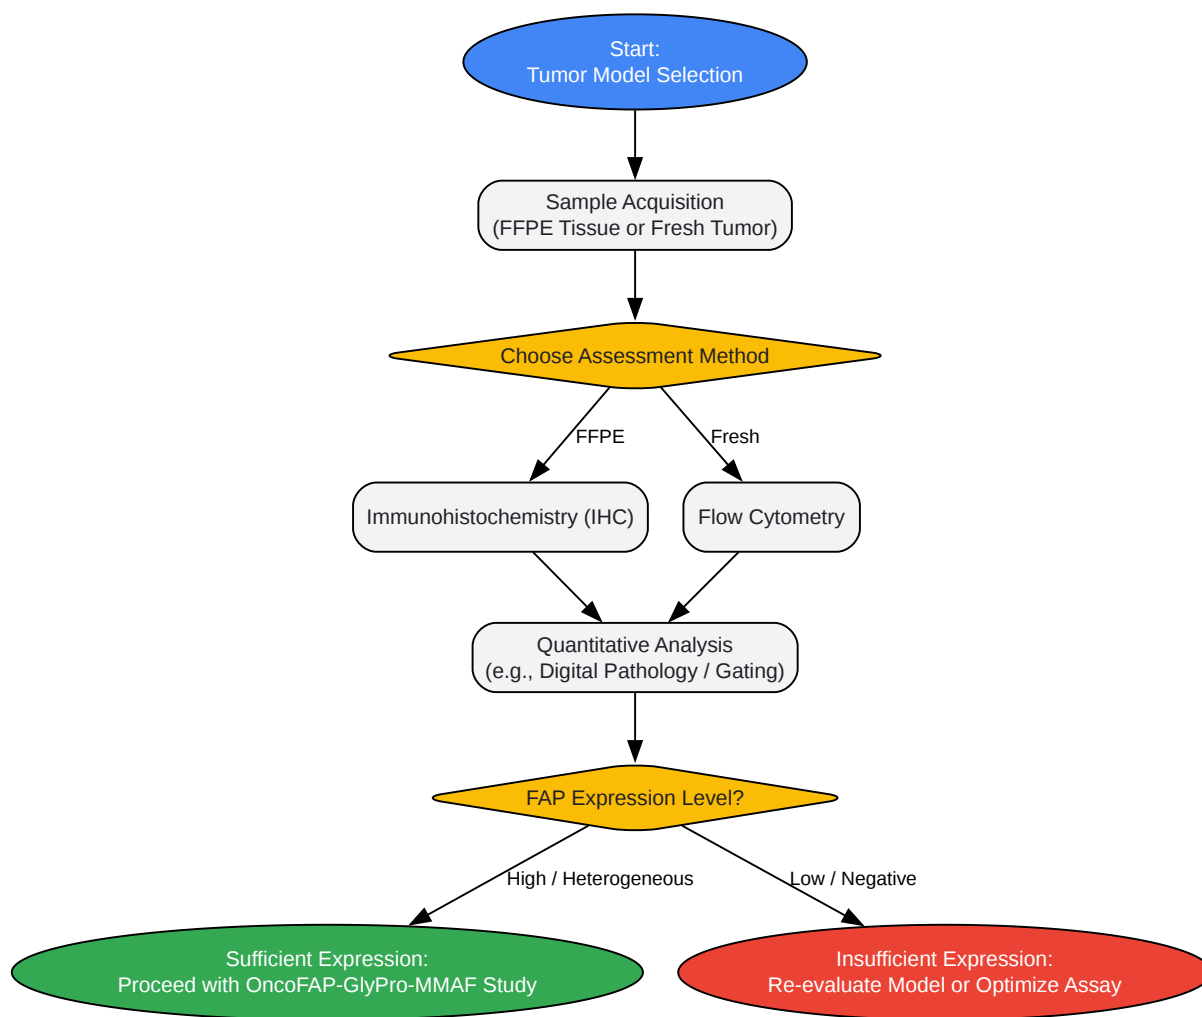 Start:
Tumor Model Selection
Sample Acquisition
(FFPE Tissue or Fresh Tumor)
Choose Assessment Method
FFPE
Fresh
Immunohistochemistry (IHC)
Flow Cytometry
Quantitative Analysis
(e.g., Digital Pathology / Gating)
FAP Expression Level?
High / Heterogeneous
Low / Negative
Sufficient Expression:
Proceed with OncoFAP-GlyPro-MMAF Study
Insufficient Expression:
Re-evaluate Model or Optimize Assay